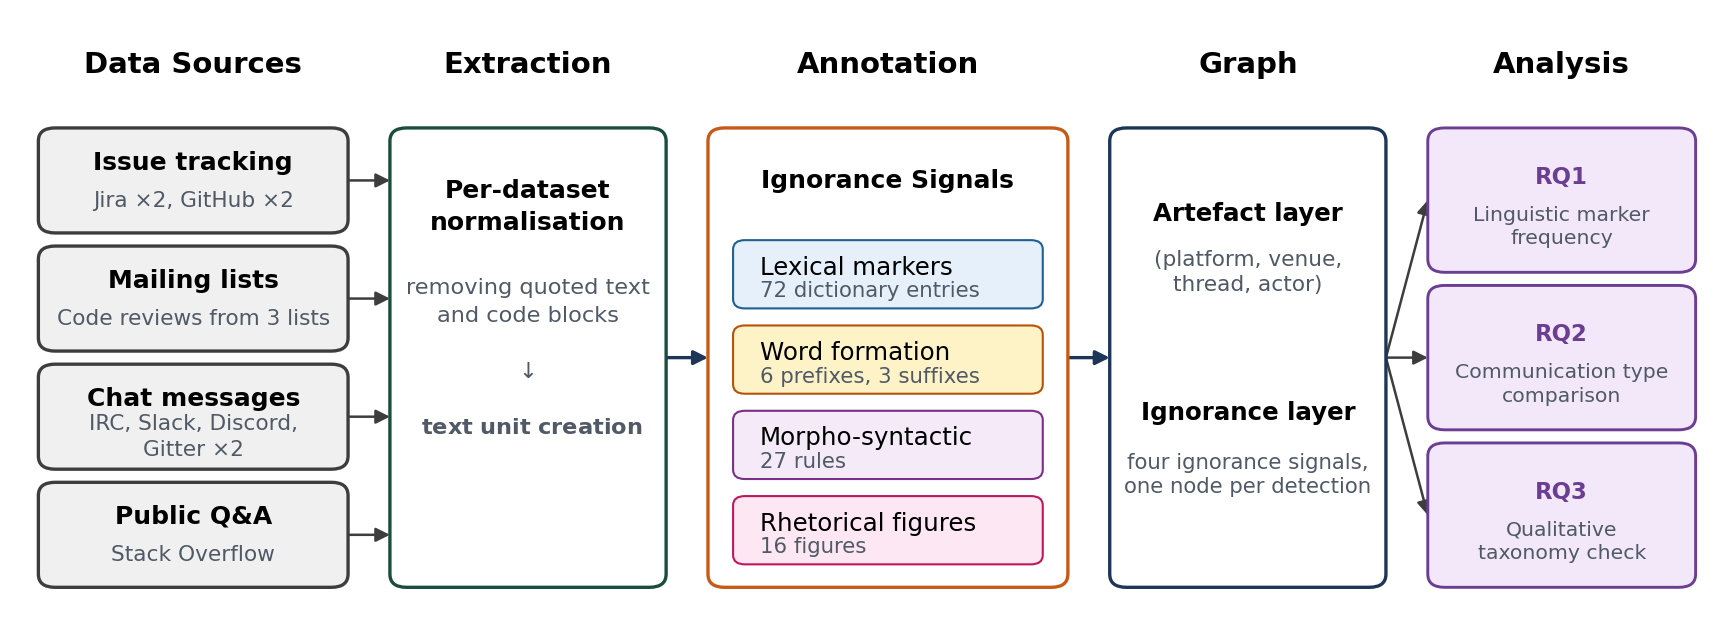 Data Sources
Extraction
Annotation
Graph
Analysis
Issue tracking
Jira ×2, GitHub ×2
Mailing lists
Code reviews from 3 lists
Chat messages
IRC, Slack, Discord,
Gitter ×2
Public Q&A
Stack Overflow
Per-dataset
normalisation
removing quoted text
and code blocks
↓
text unit creation
Ignorance Signals
Lexical markers
72 dictionary entries
Word formation
6 prefixes, 3 suffixes
Morpho-syntactic
27 rules
Rhetorical figures
16 figures
Artefact layer
(platform, venue,
thread, actor)
Ignorance layer
four ignorance signals,
one node per detection
RQ1
Linguistic marker
frequency
RQ2
Communication type
comparison
RQ3
Qualitative
taxonomy check